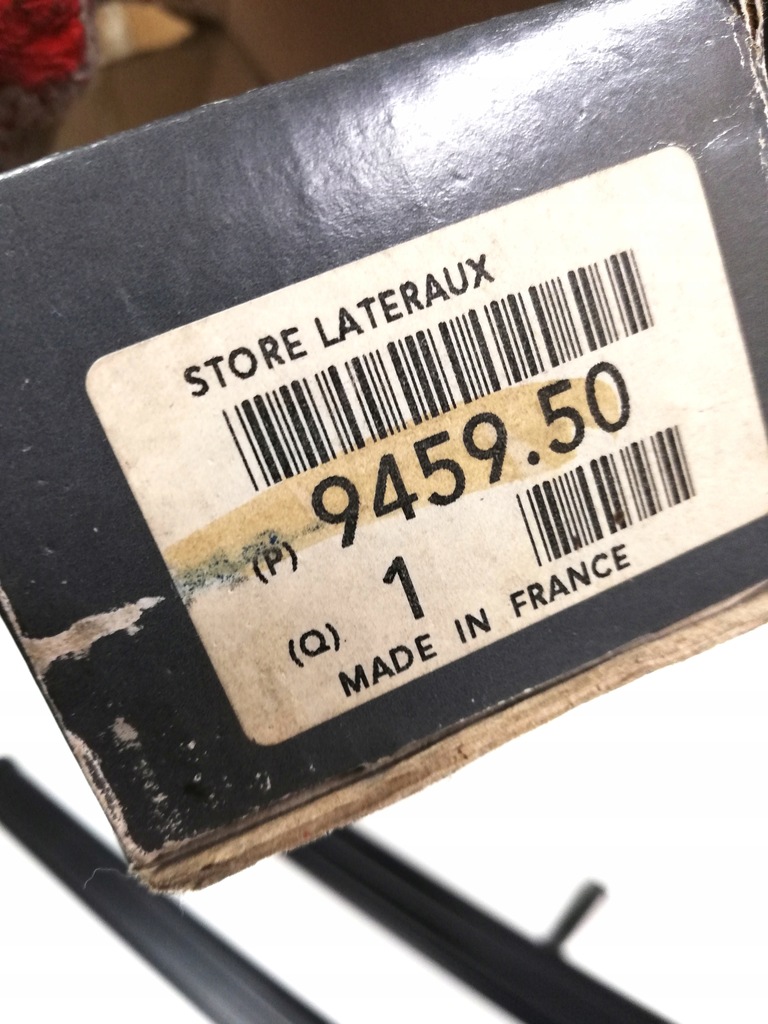 STORE LATERAUX
9459.50
(P)
1
(Q)
MADE IN FRANCE